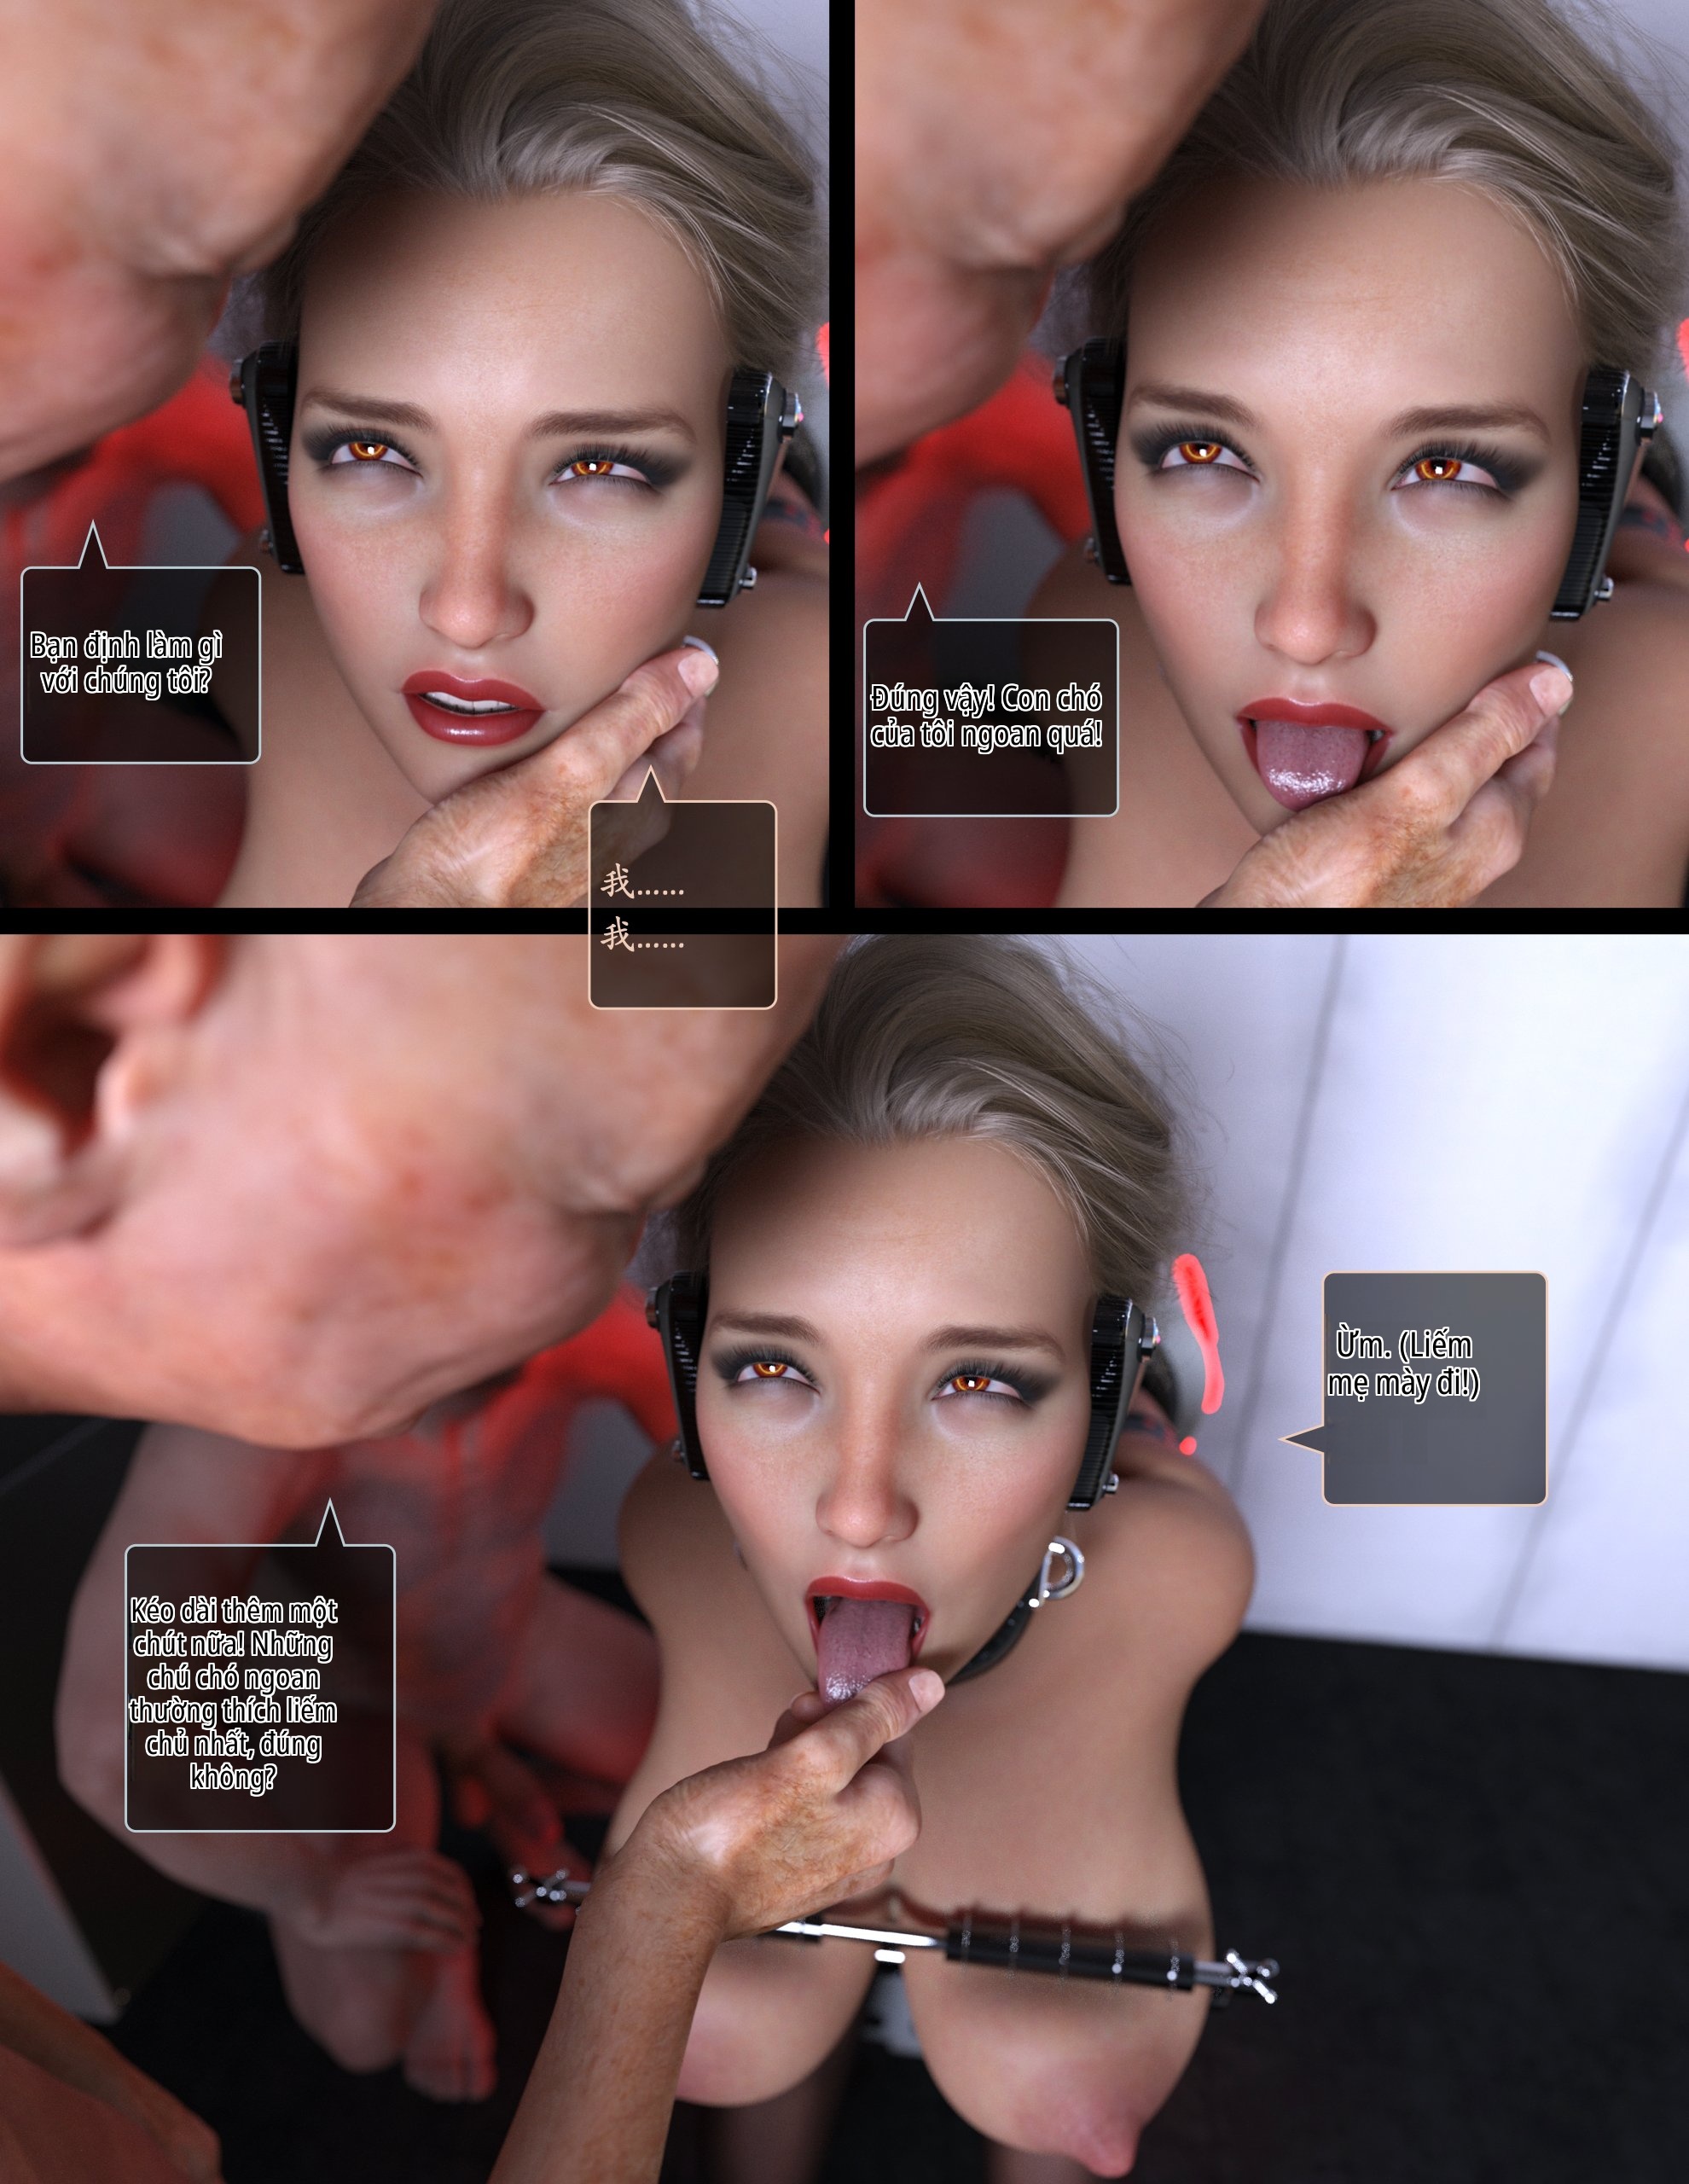 Bạn định làm gì
với chúng tôi?
我......
我......
Đúng vậy! Con chó
của tôi ngoan quá!
Ừm. (Liếm
mẹ mày đi!)
Kéo dài thêm một
chút nữa! Những
chú chó ngoan
thường thích liếm
chủ nhất, đúng
không?